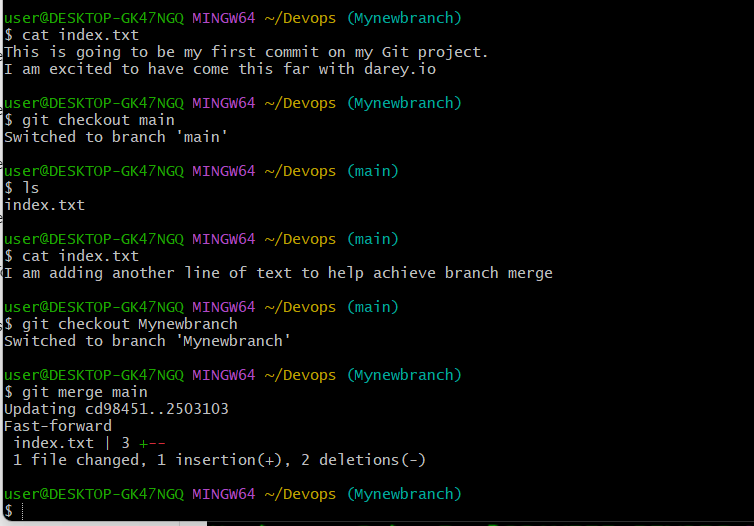 user@DESKTOP-GK47NGQ MINGW64 ~/Devops (Mynewbranch)
$ cat index.txt
This is going to be my first commit on my Git project.
I am excited to have come this far with darey.io
user@DESKTOP-GK47NGQ MINGW64 ~/Devops (Mynewbranch)
$ git checkout main
Switched to branch 'main'
user@DESKTOP-GK47NGQ MINGW64 ~/Devops (main)
$ ls
index.txt
user@DESKTOP-GK47NGQ MINGW64 ~/Devops (main)
$ cat index.txt
I am adding another line of text to help achieve branch merge
user@DESKTOP-GK47NGQ MINGW64 ~/Devops (main)
$ git checkout Mynewbranch
Switched to branch 'Mynewbranch'
user@DESKTOP-GK47NGQ MINGW64 ~/Devops (Mynewbranch)
$ git merge main
Updating cd98451..2503103
Fast-forward
 index.txt | 3 +--
 1 file changed, 1 insertion(+), 2 deletions(-)
user@DESKTOP-GK47NGQ MINGW64 ~/Devops (Mynewbranch)
$